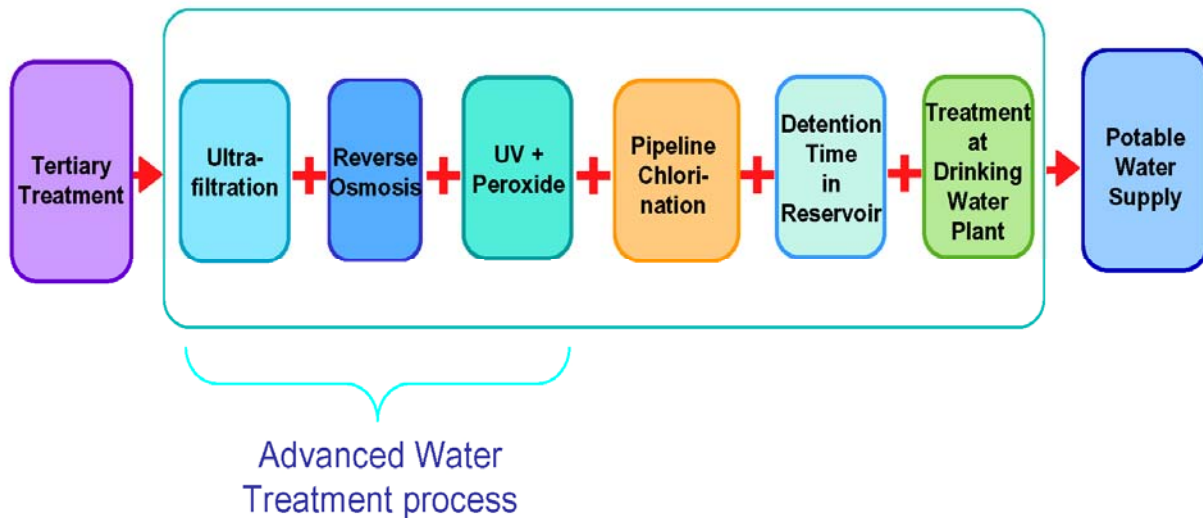 Tertiary
Treatment
Ultra-
filtration
Reverse
Osmosis
UV +
Peroxide
Pipeline
Chlori-
nation
Detention
Time
in
Reservoir
Treatment
at
Drinking
Water
Plant
Potable
Water
Supply
Advanced Water
Treatment process